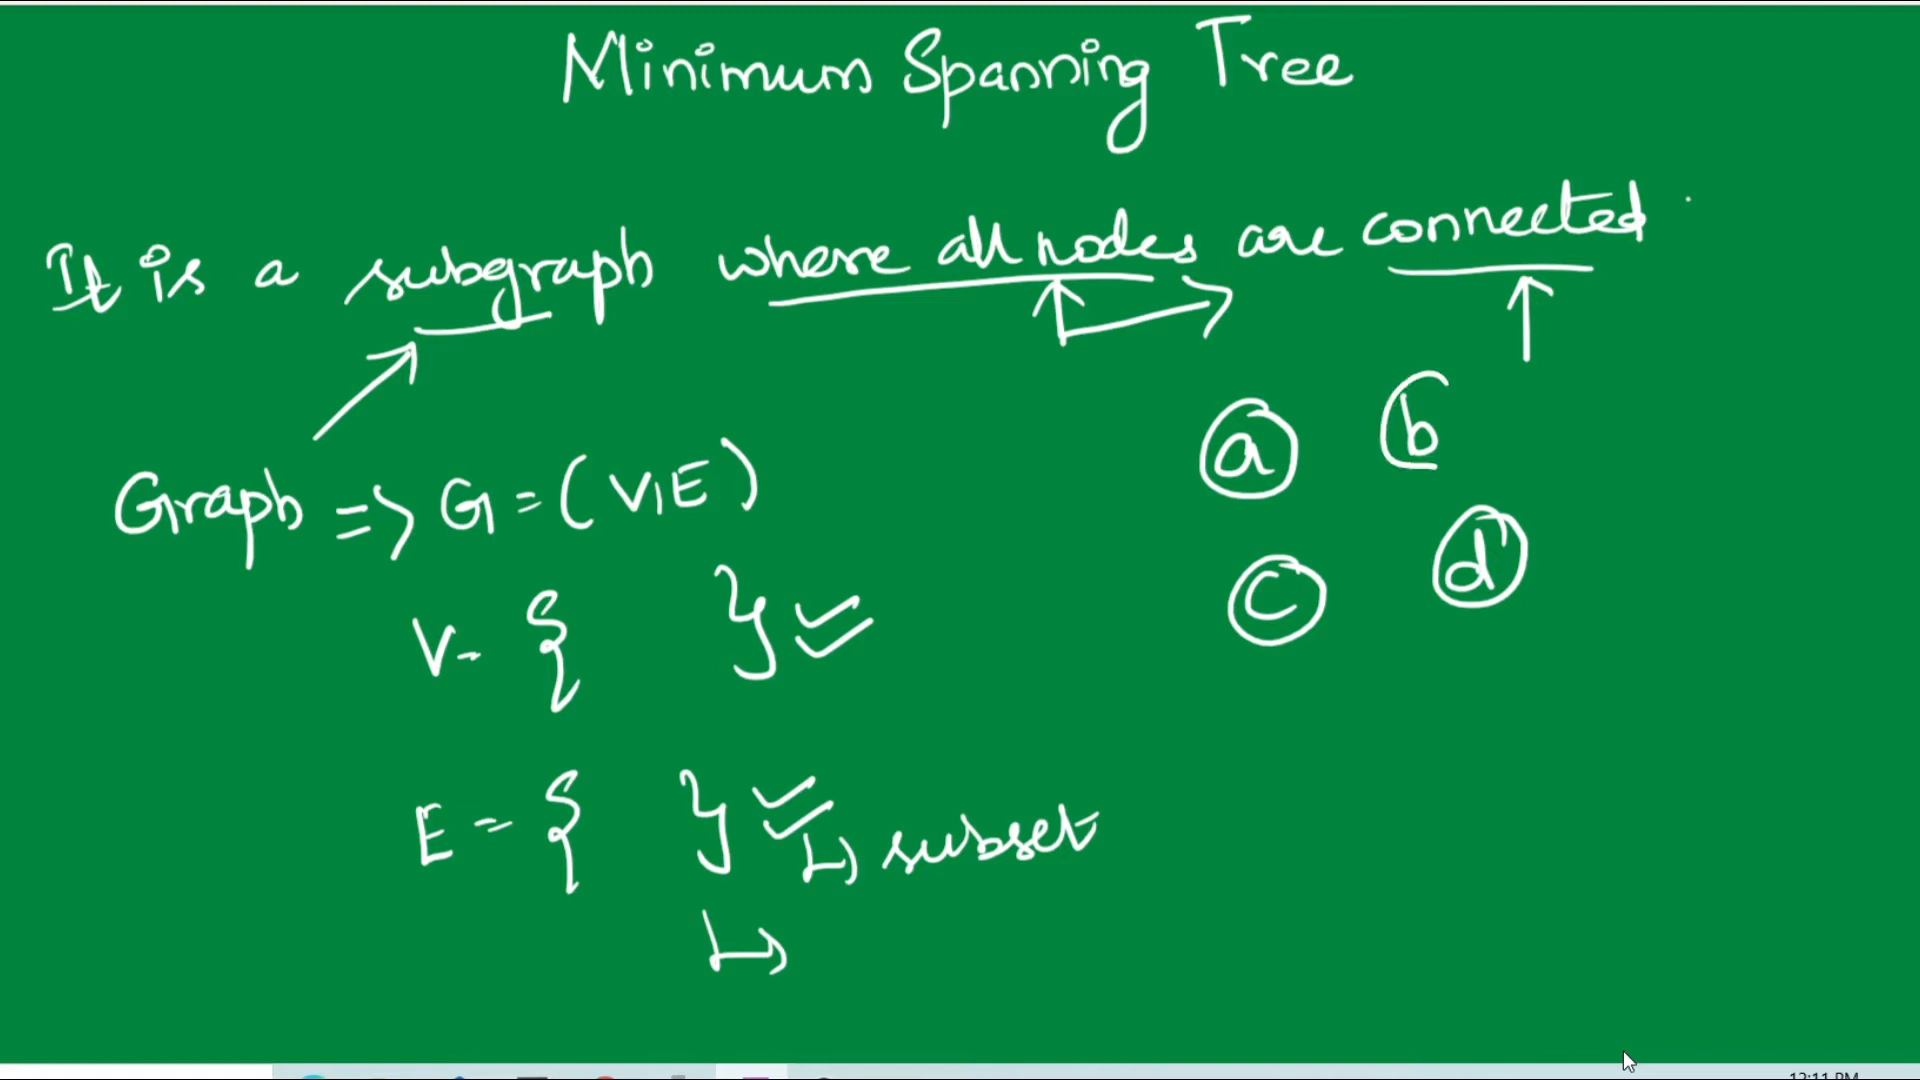 Minimum Spanning Tree
It is a subgraph where all nodes are connected.
a b
Graph => G = (V, E)
c d
V = { }
E = { } ↳ subset
↳